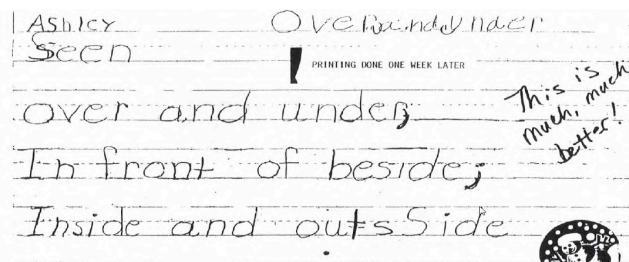 Ashley OverandUnder
Seen
PRINTING DONE ONE WEEK LATER
over and under,
In front of beside;
Inside and outsSide
This is
much, much
better!